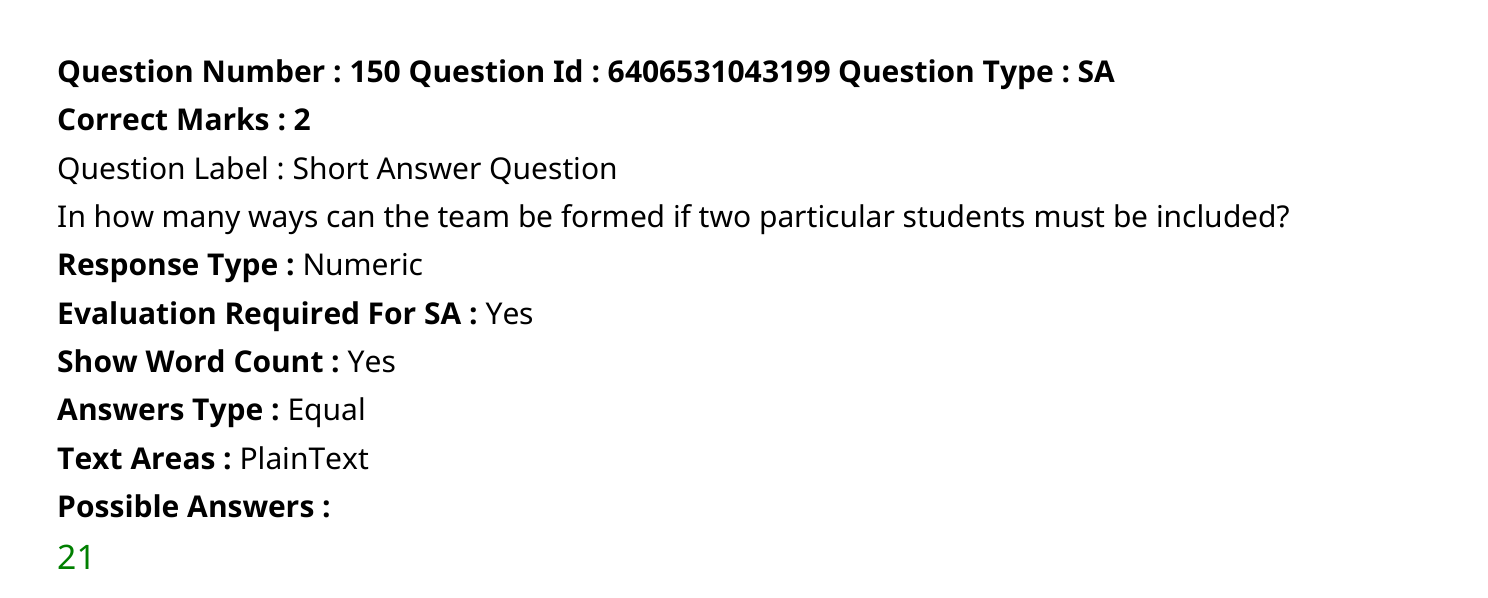 Question Number : 150 Question Id : 6406531043199 Question Type : SA
Correct Marks : 2
Question Label : Short Answer Question
In how many ways can the team be formed if two particular students must be included?
Response Type : Numeric
Evaluation Required For SA : Yes
Show Word Count : Yes
Answers Type : Equal
Text Areas : PlainText
Possible Answers :
21